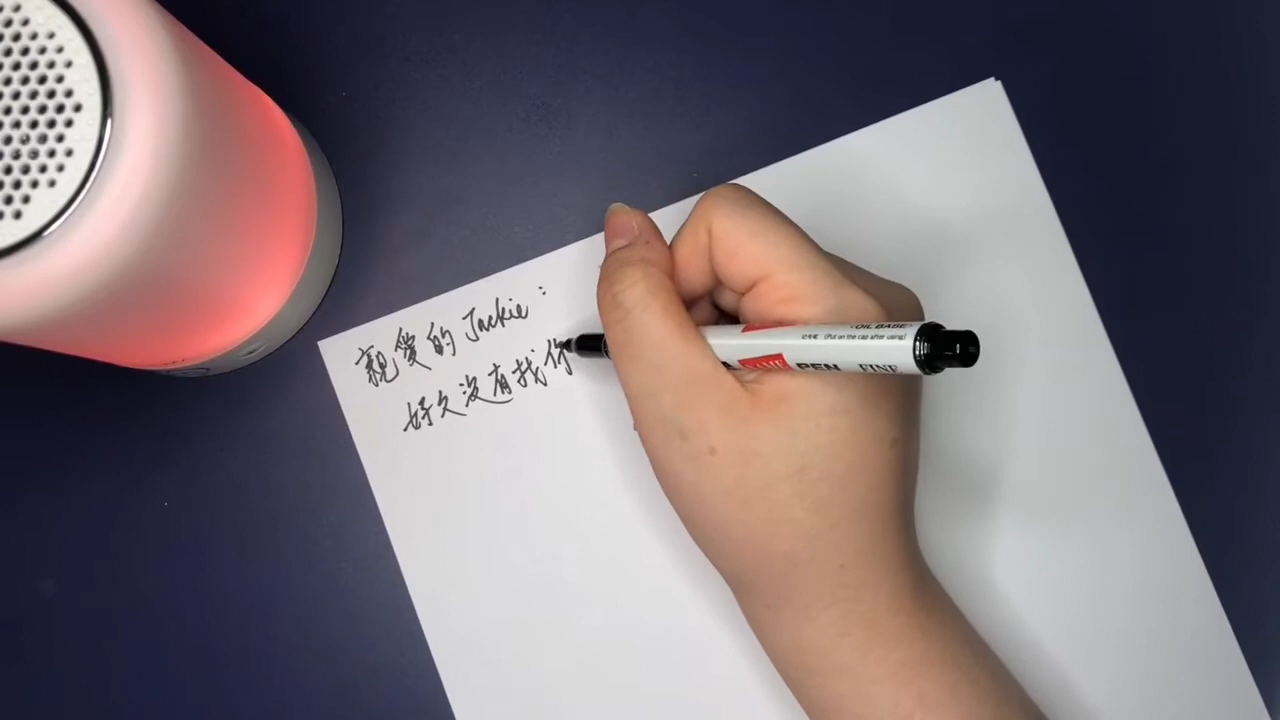 親愛的 Jackie：
好久沒有找你
OIL BASE
(Put on the cap after using)
PEN FINE